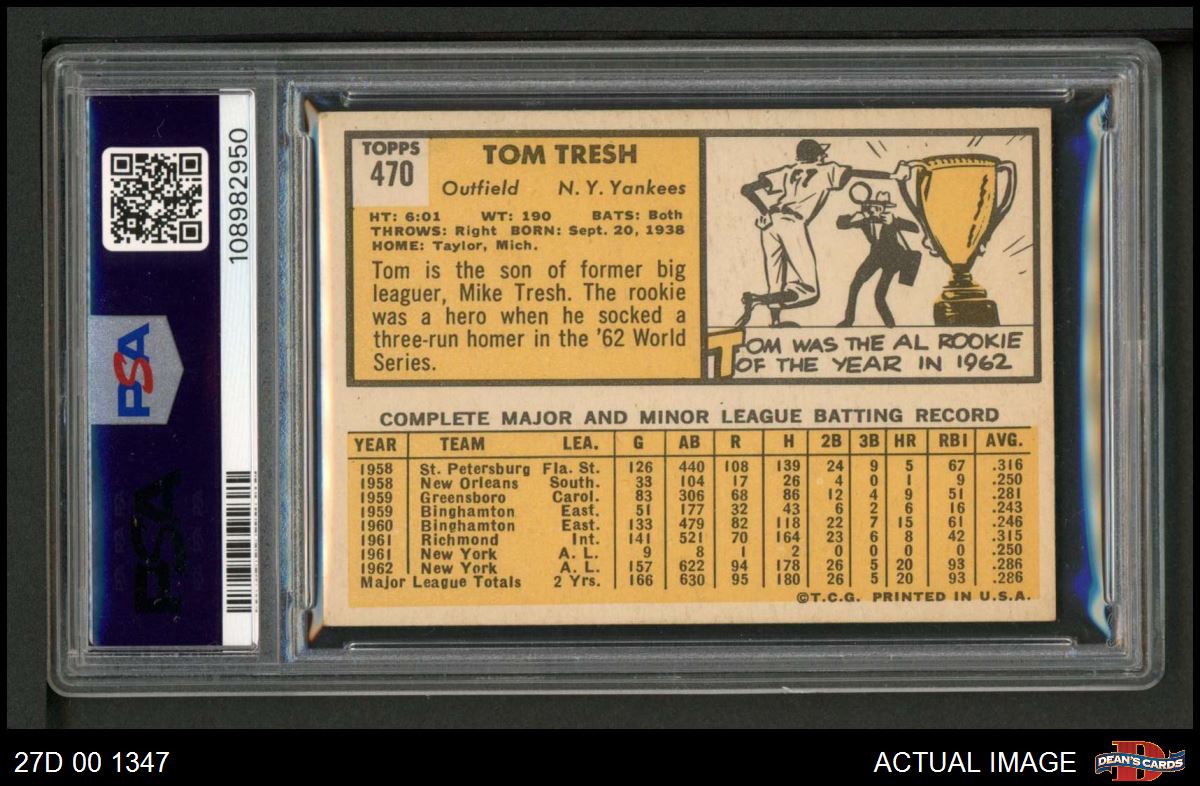 108982950
PSA
PSA
TOPPS
470
TOM TRESH
Outfield N. Y. Yankees
HT: 6:01 WT: 190 BATS: Both
THROWS: Right BORN: Sept. 20, 1938
HOME: Taylor, Mich.
Tom is the son of former big
leaguer, Mike Tresh. The rookie
was a hero when he socked a
three-run homer in the '62 World
Series.
TOM WAS THE AL ROOKIE
OF THE YEAR IN 1962
COMPLETE MAJOR AND MINOR LEAGUE BATTING RECORD
YEAR TEAM LEA. G AB R H 2B 3B HR RBI AVG.
1958 St. Petersburg Fla. St. 126 440 108 139 24 9 5 67 .316
1958 New Orleans South. 33 104 17 26 4 0 1 9 .250
1959 Greensboro Carol. 83 306 68 86 12 4 9 51 .281
1959 Binghamton East. 51 177 32 43 6 2 6 16 .243
1960 Binghamton East. 133 479 82 118 22 7 15 61 .246
1961 Richmond Int. 141 521 70 164 23 6 8 42 .315
1961 New York A. L. 9 8 1 2 0 0 0 0 .250
1962 New York A. L. 157 622 94 178 26 5 20 93 .286
Major League Totals 2 Yrs. 166 630 95 180 26 5 20 93 .286
©T.C.G. PRINTED IN U.S.A.
27D 00 1347
ACTUAL IMAGE
DEAN'S CARDS